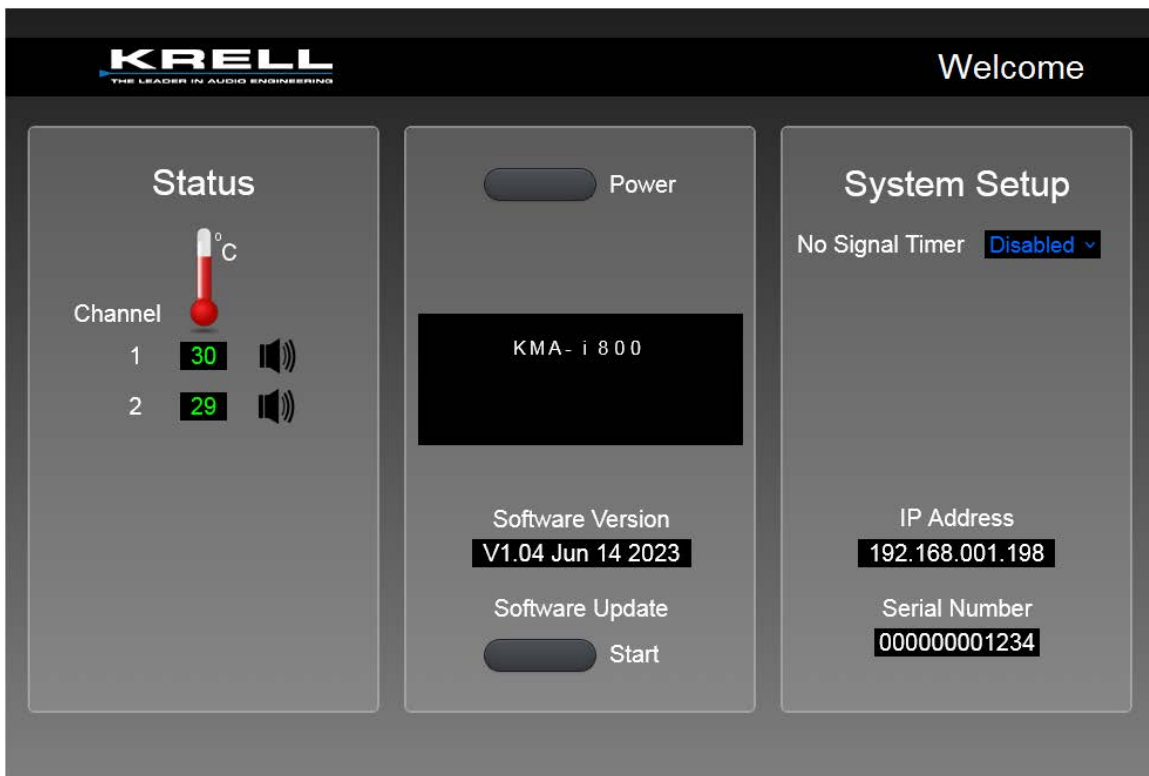 KRELL
THE LEADER IN AUDIO ENGINEERING
Welcome
Status
°C
Channel
1 30
2 29
Power
KMA-i800
Software Version
V1.04 Jun 14 2023
Software Update
Start
System Setup
No Signal Timer Disabled
IP Address
192.168.001.198
Serial Number
000000001234